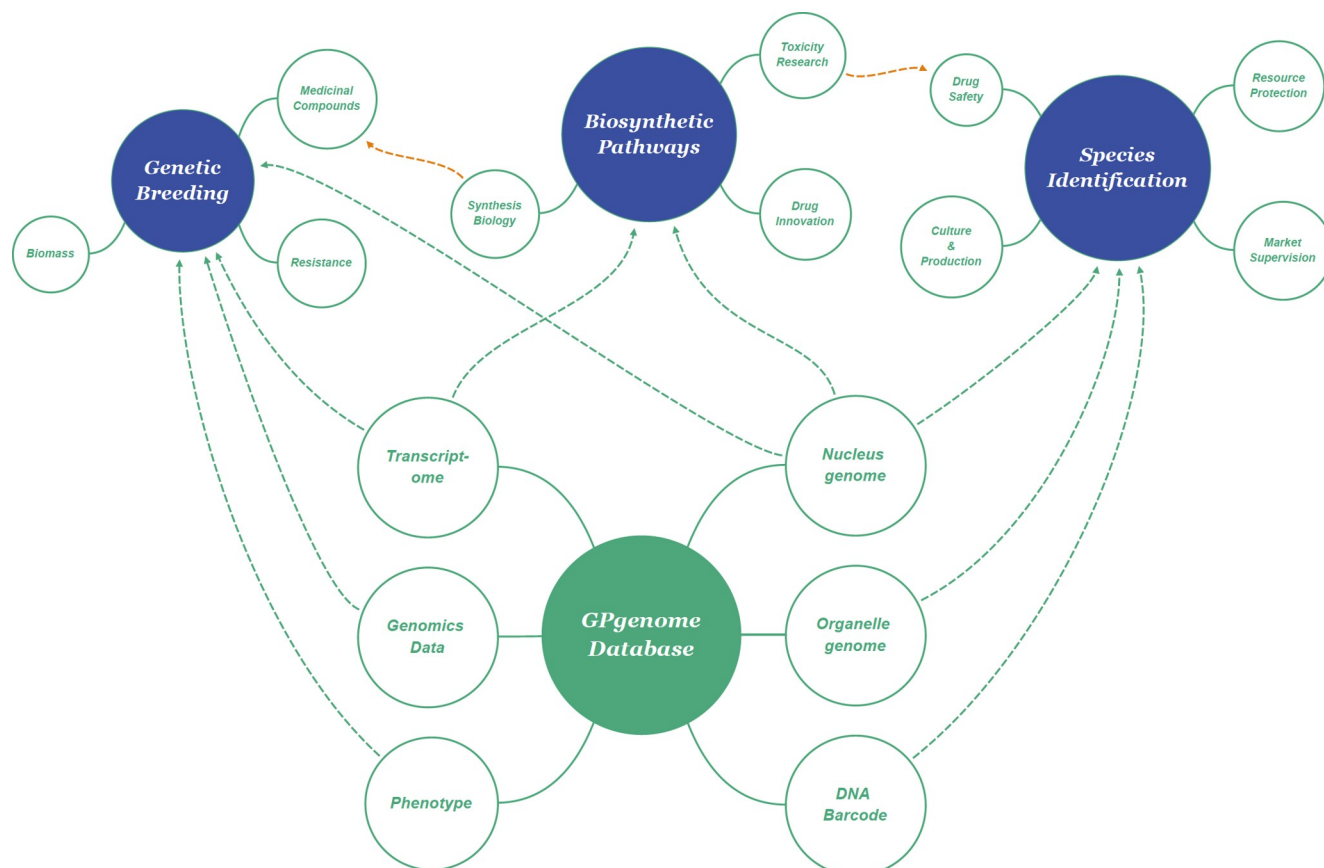 Toxicity
Research
Medicinal
Compounds
Drug
Safety
Resource
Protection
Biosynthetic
Pathways
Genetic
Breeding
Species
Identification
Synthesis
Biology
Drug
Innovation
Culture
&
Production
Market
Supervision
Biomass
Resistance
Transcript-
ome
Nucleus
genome
GPgenome
Database
Genomics
Data
Organelle
genome
Phenotype
DNA
Barcode